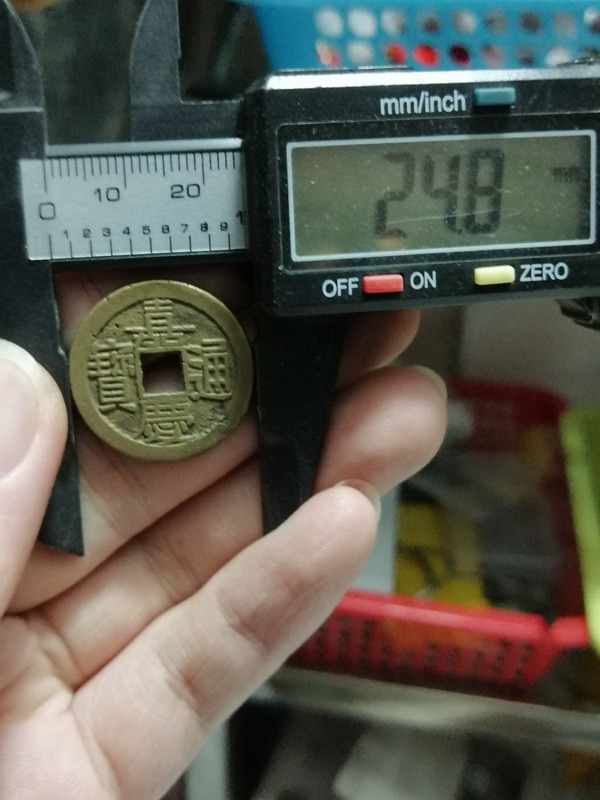 mm/inch
24.8
mm
0 10 20
1 2 3 4 5 6 7 8 9 1
OFF ON ZERO
嘉慶通寶